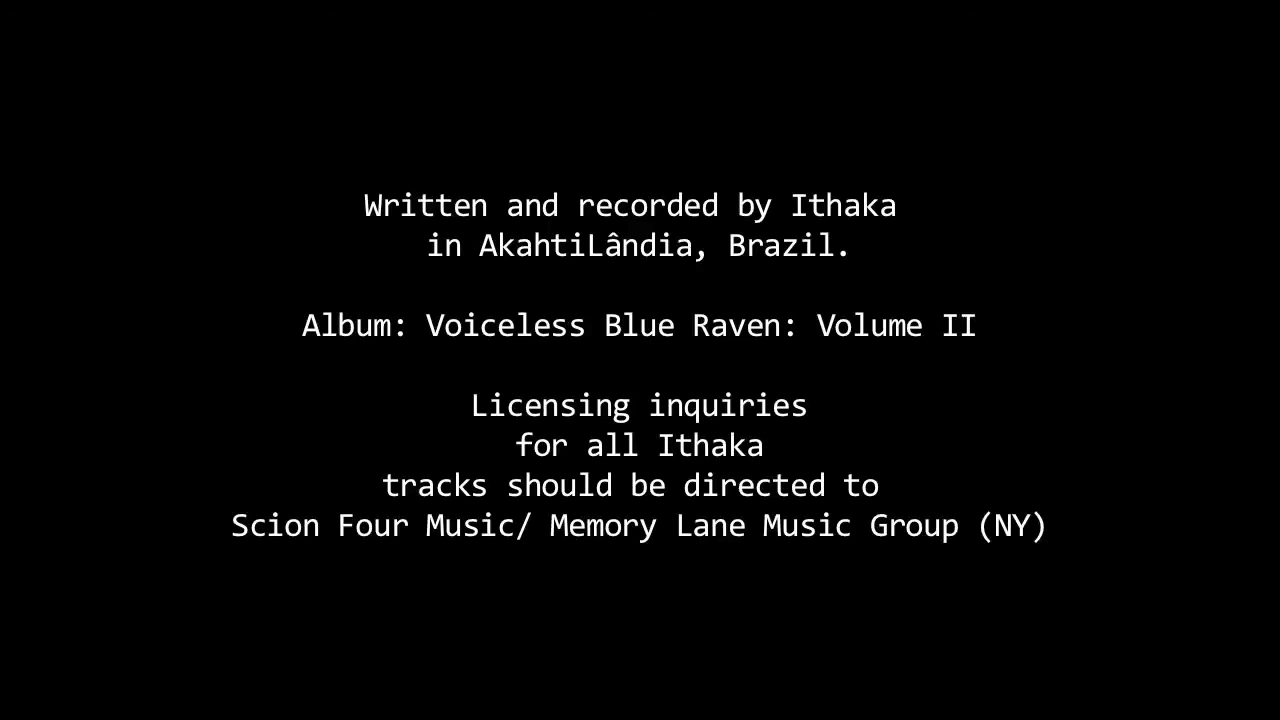 Written and recorded by Ithaka
in AkahtiLândia, Brazil.
Album: Voiceless Blue Raven: Volume II
Licensing inquiries
for all Ithaka
tracks should be directed to
Scion Four Music/ Memory Lane Music Group (NY)